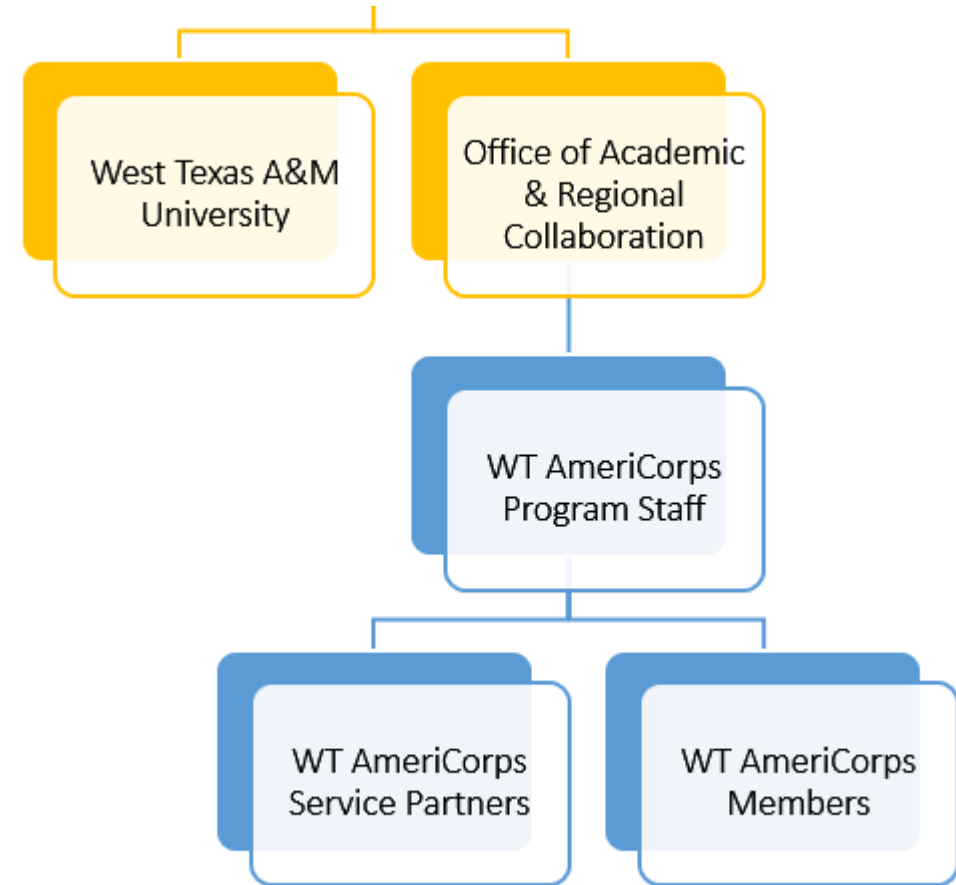 West Texas A&M
University
Office of Academic
& Regional
Collaboration
WT AmeriCorps
Program Staff
WT AmeriCorps
Service Partners
WT AmeriCorps
Members